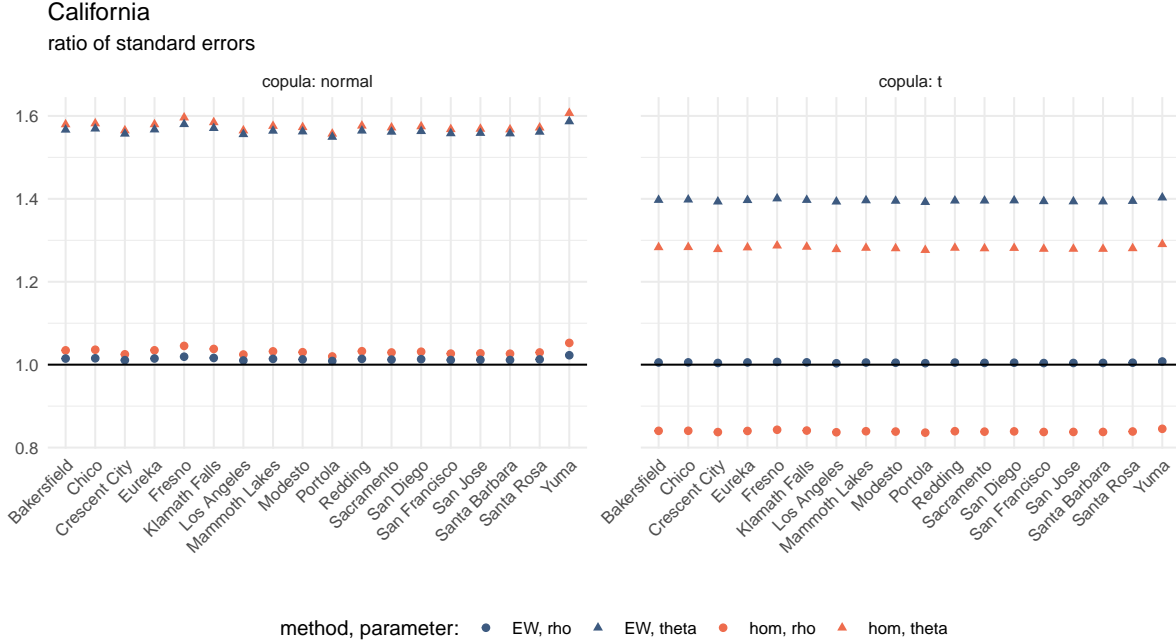 California
ratio of standard errors
copula: normal
copula: t
1.6
1.4
1.2
1.0
0.8
Bakersfield
Chico
Crescent City
Eureka
Fresno
Klamath Falls
Los Angeles
Mammoth Lakes
Modesto
Portola
Redding
Sacramento
San Diego
San Francisco
San Jose
Santa Barbara
Santa Rosa
Yuma
Bakersfield
Chico
Crescent City
Eureka
Fresno
Klamath Falls
Los Angeles
Mammoth Lakes
Modesto
Portola
Redding
Sacramento
San Diego
San Francisco
San Jose
Santa Barbara
Santa Rosa
Yuma
method, parameter: EW, rho EW, theta hom, rho hom, theta